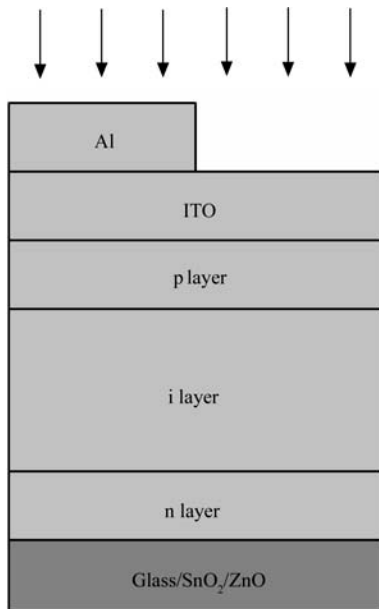 Al
ITO
p layer
i layer
n layer
Glass/SnO₂/ZnO